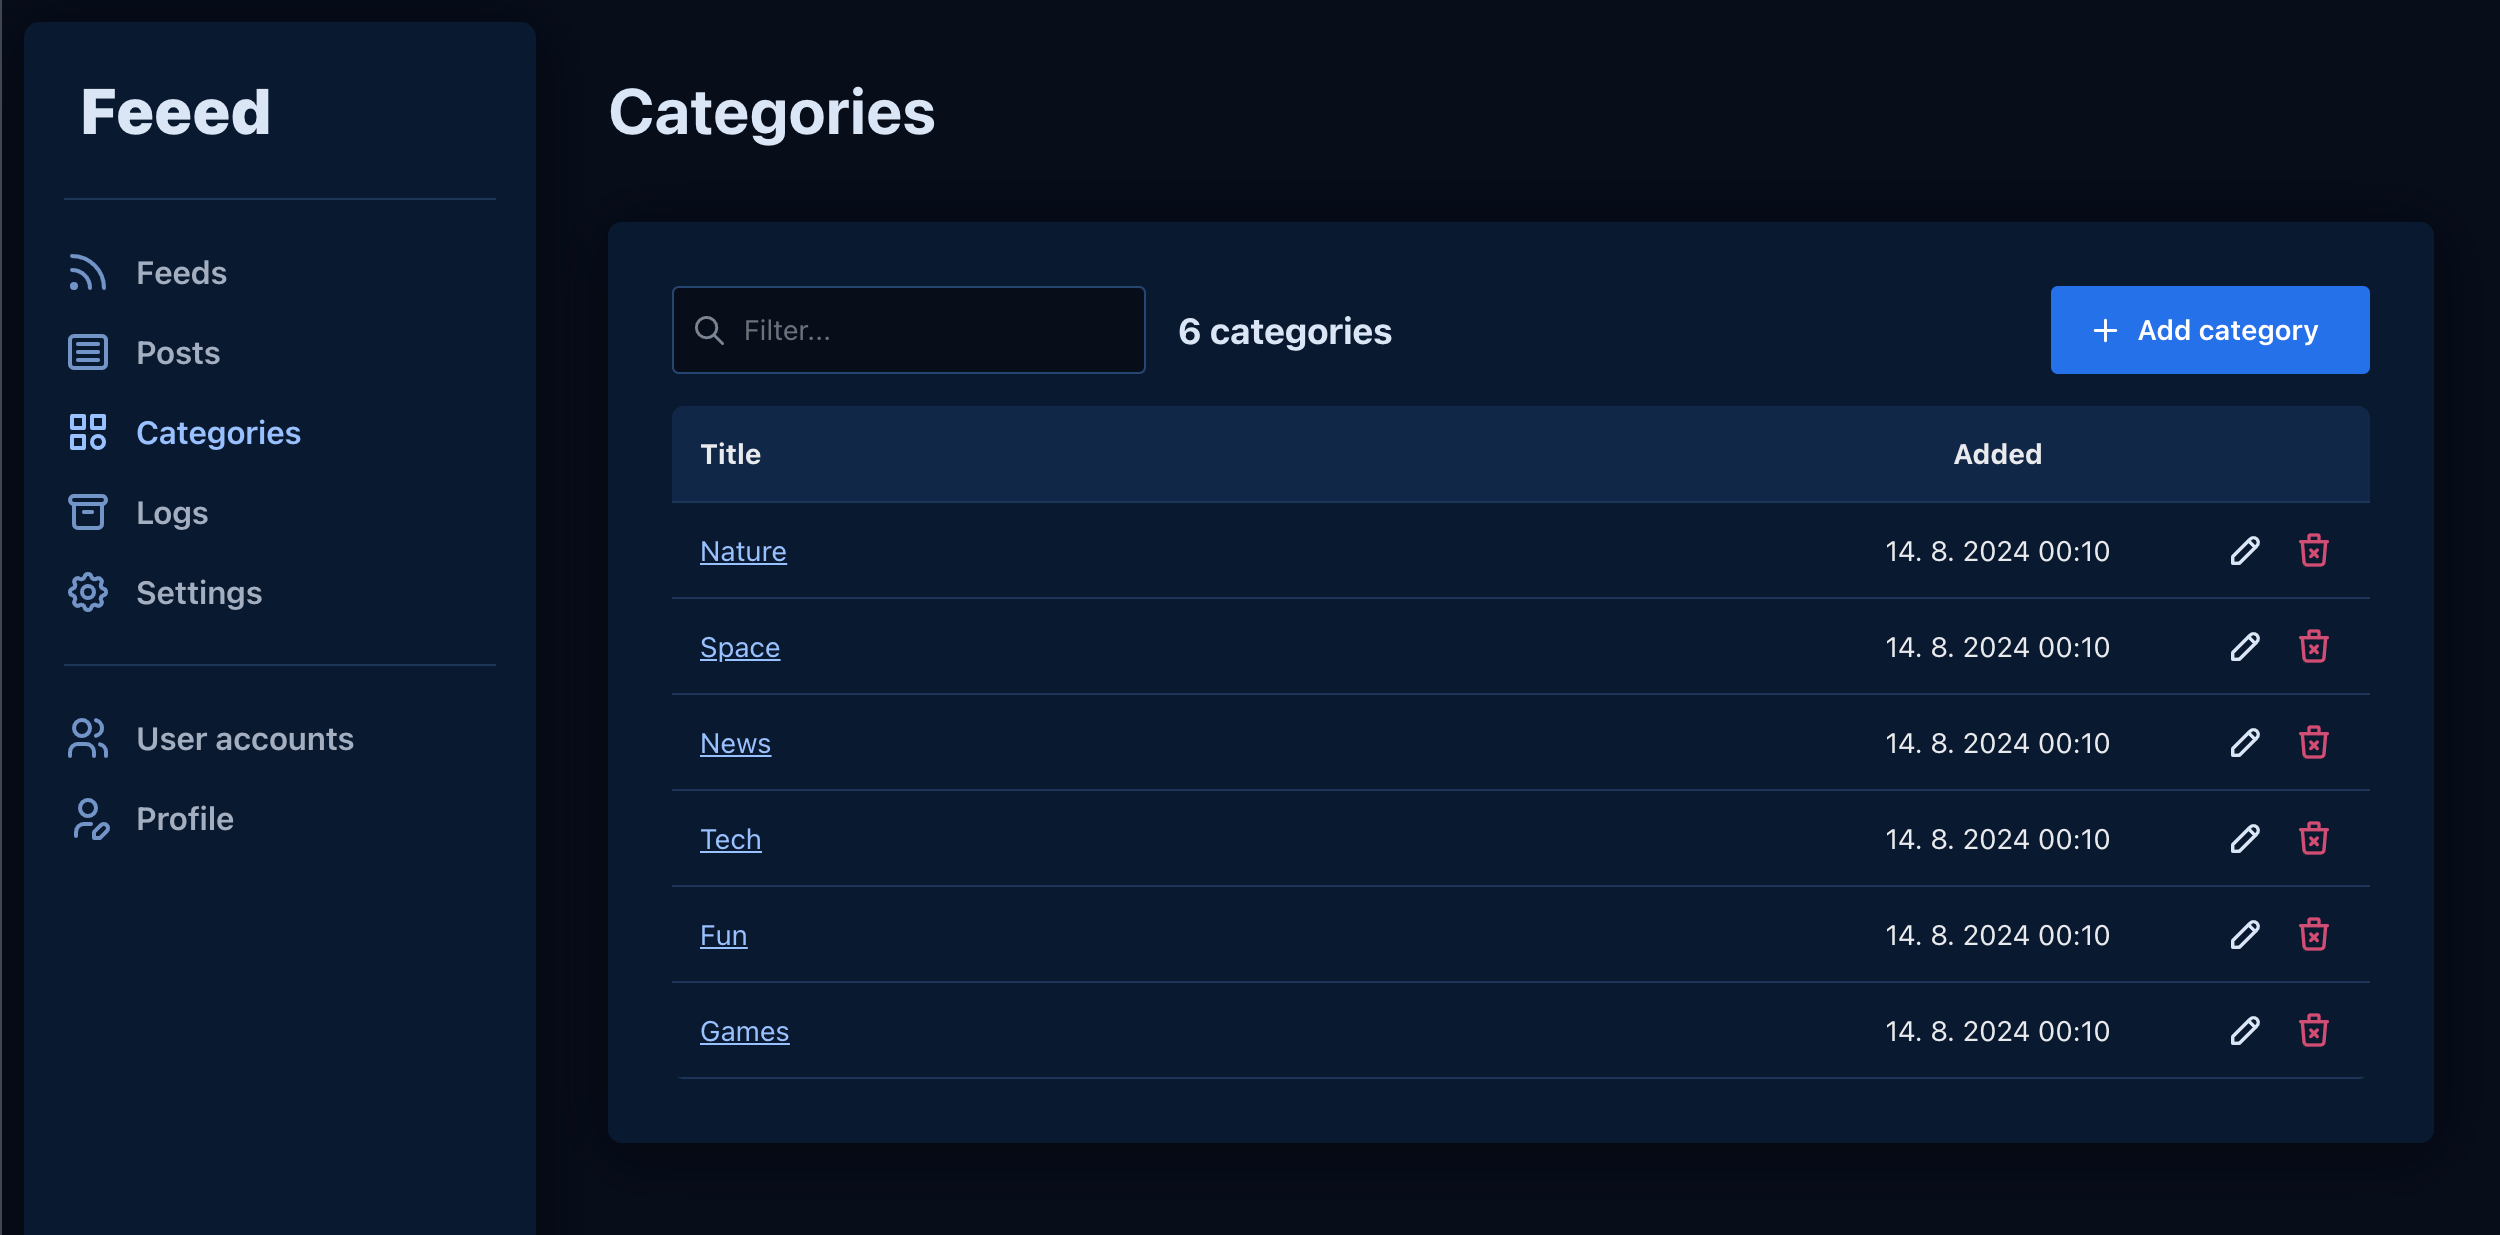 Feeed
Feeds
Posts
Categories
Logs
Settings
User accounts
Profile
Categories
Filter...
6 categories
Add category
Title Added
Nature 14. 8. 2024 00:10
Space 14. 8. 2024 00:10
News 14. 8. 2024 00:10
Tech 14. 8. 2024 00:10
Fun 14. 8. 2024 00:10
Games 14. 8. 2024 00:10